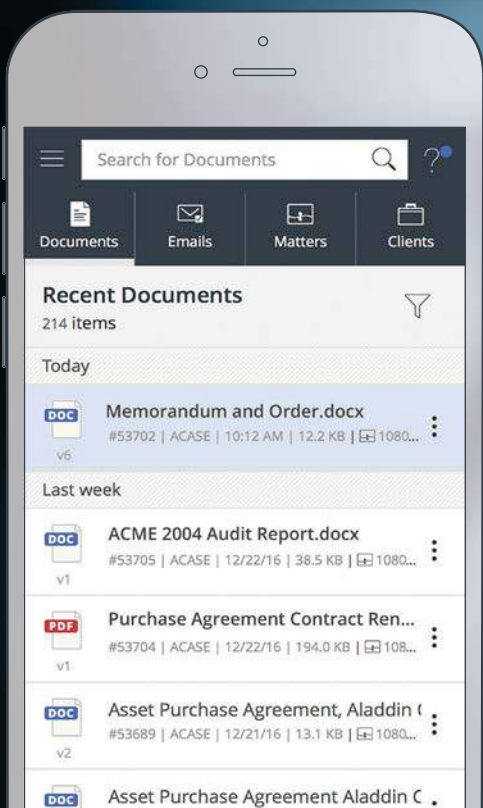 Search for Documents
?
Documents
Emails
Matters
Clients
Recent Documents
214 items
Today
DOC
Memorandum and Order.docx
#53702 | ACASE | 10:12 AM | 12.2 KB | 1080...
v6
Last week
DOC
ACME 2004 Audit Report.docx
#53705 | ACASE | 12/22/16 | 38.5 KB | 1080...
v1
PDF
Purchase Agreement Contract Ren...
#53704 | ACASE | 12/22/16 | 194.0 KB | 108...
v1
DOC
Asset Purchase Agreement, Aladdin
#53689 | ACASE | 12/21/16 | 13.1 KB | 1080...
v2
DOC
Asset Purchase Agreement Aladdin C